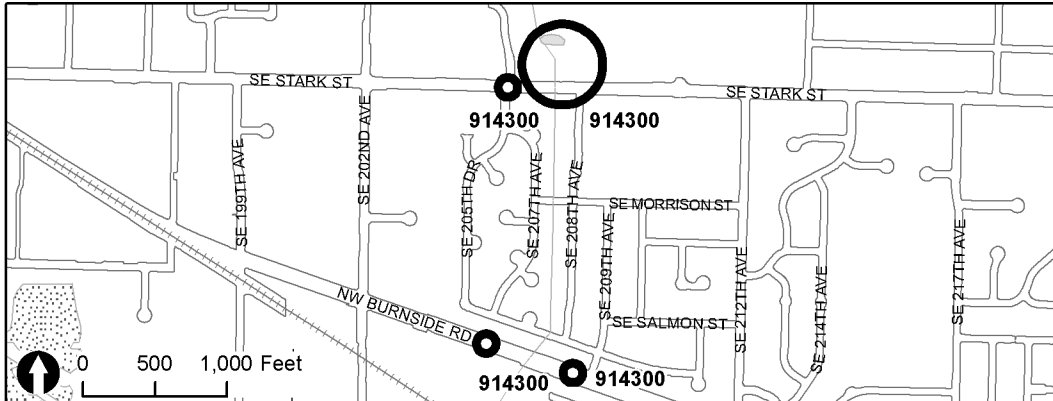 SE STARK ST
SE STARK ST
914300
914300
SE 199TH AVE
SE 202ND AVE
SE 205TH DR
SE 207TH AVE
SE 208TH AVE
SE MORRISON ST
SE 209TH AVE
SE 212TH AVE
SE 214TH AVE
SE 217TH AVE
NW BURNSIDE RD
SE SALMON ST
0 500 1,000 Feet
914300
914300